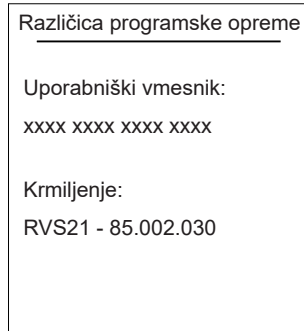 Različica programske opreme
Uporabniški vmesnik:
xxxx xxxx xxxx xxxx
Krmiljenje:
RVS21 - 85.002.030